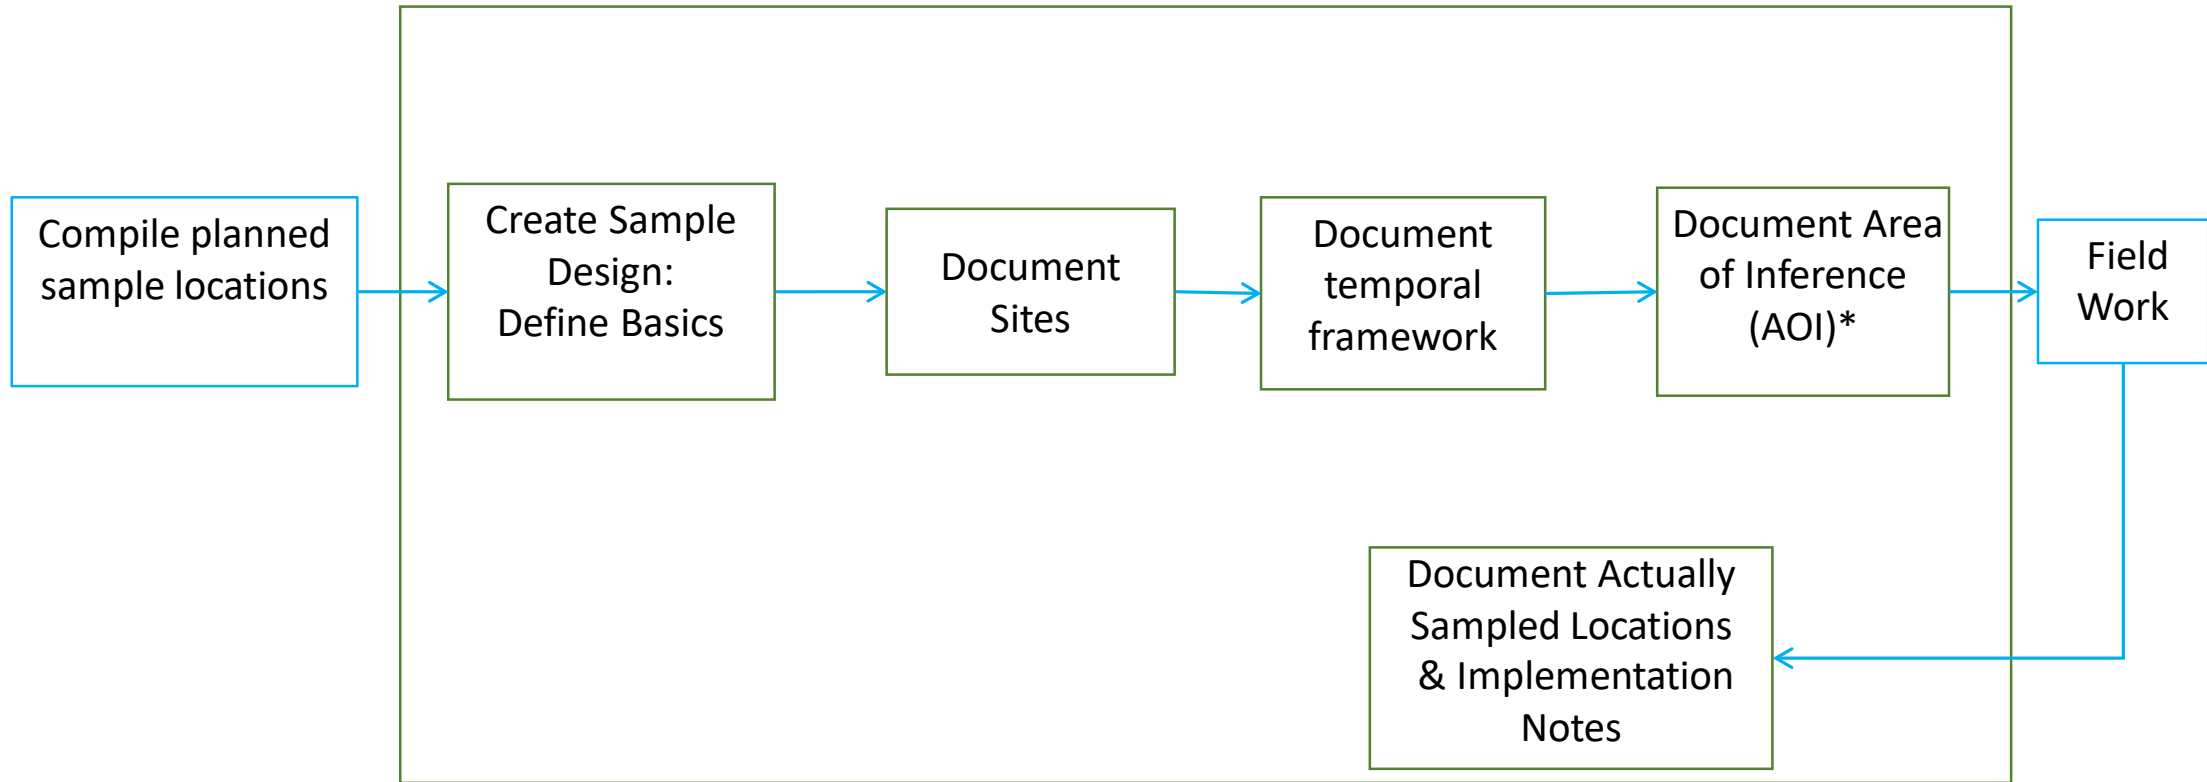 Compile planned
sample locations
Create Sample
Design:
Define Basics
Document
Sites
Document
temporal
framework
Document Area
of Inference
(AOI)*
Field
Work
Document Actually
Sampled Locations
& Implementation
Notes